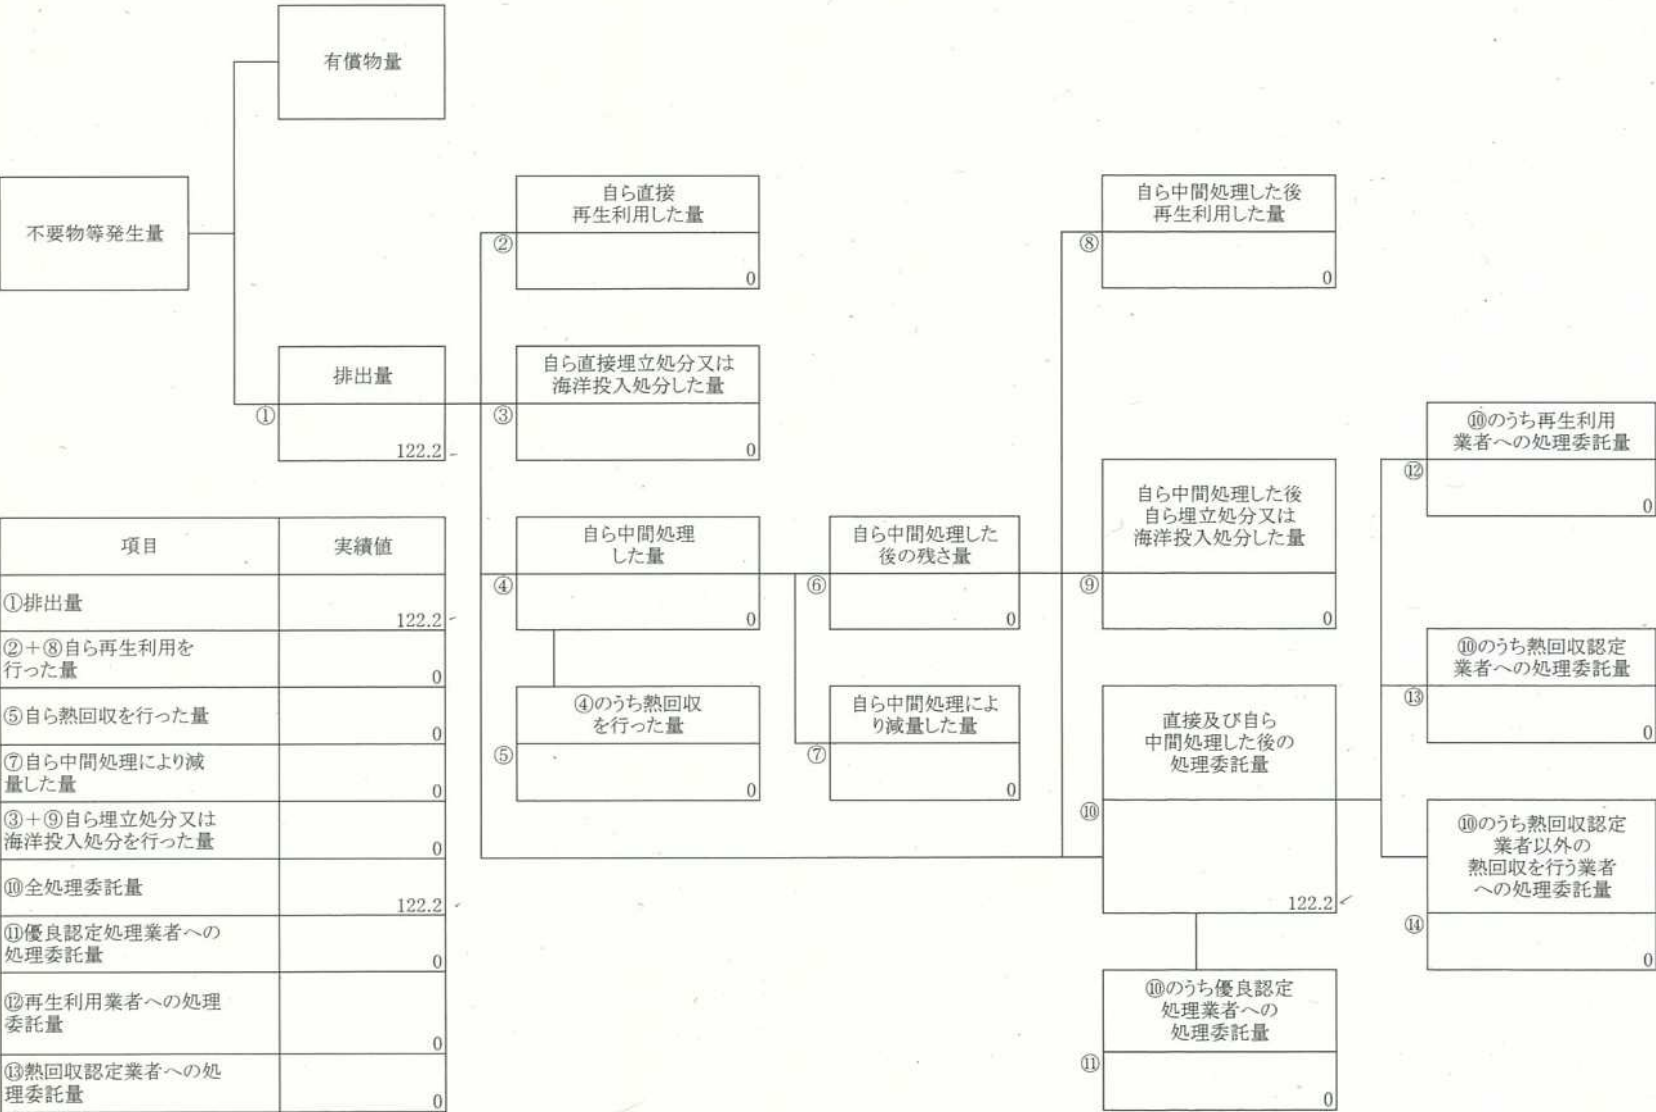 有償物量
不要物等発生量
排出量
①
122.2
自ら直接
再生利用した量
②
0
自ら直接埋立処分又は
海洋投入処分した量
③
0
自ら中間処理
した量
④
0
④のうち熱回収
を行った量
⑤
0
自ら中間処理した
後の残さ量
⑥
0
自ら中間処理によ
り減量した量
⑦
0
自ら中間処理した後
再生利用した量
⑧
0
自ら中間処理した後
自ら埋立処分又は
海洋投入処分した量
⑨
0
直接及び自ら
中間処理した後の
処理委託量
⑩
122.2
⑩のうち優良認定
処理業者への
処理委託量
⑪
0
⑩のうち再生利用
業者への処理委託量
⑫
0
⑩のうち熱回収認定
業者への処理委託量
⑬
0
⑩のうち熱回収認定
業者以外の
熱回収を行う業者
への処理委託量
⑭
0
項目 実績値
①排出量
122.2
②+⑧自ら再生利用を
行った量
0
⑤自ら熱回収を行った量
0
⑦自ら中間処理により減
量した量
0
③+⑨自ら埋立処分又は
海洋投入処分を行った量
0
⑩全処理委託量
122.2
⑪優良認定処理業者への
処理委託量
0
⑫再生利用業者への処理
委託量
0
⑬熱回収認定業者への処
理委託量
0